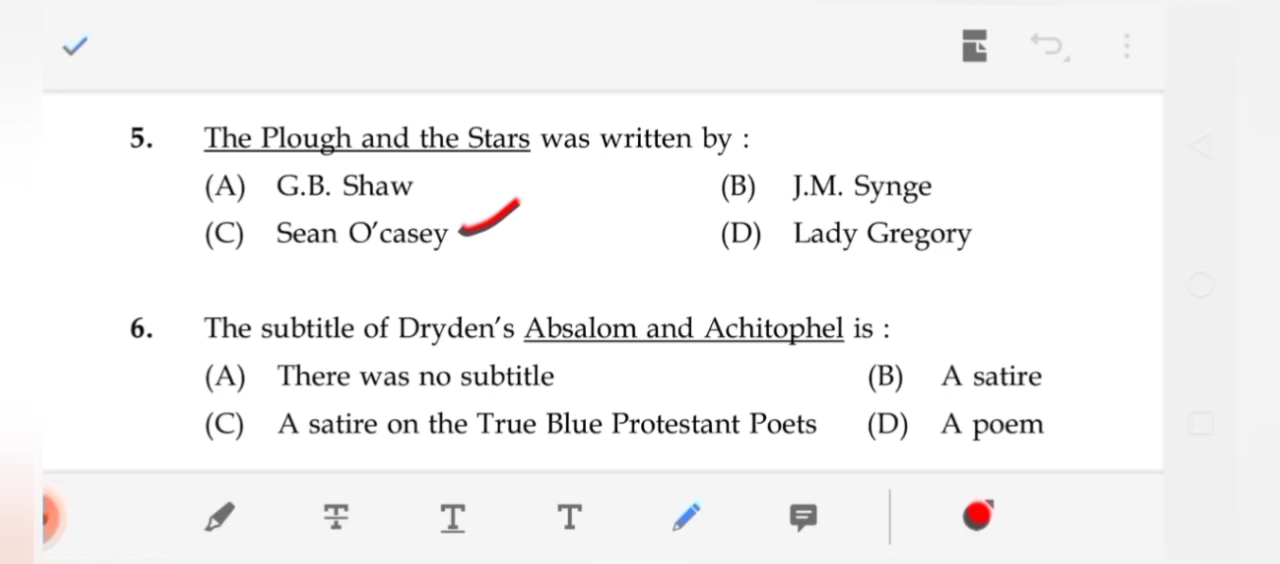 5. The Plough and the Stars was written by :
(A) G.B. Shaw (B) J.M. Synge
(C) Sean O'casey (D) Lady Gregory
6. The subtitle of Dryden's Absalom and Achitophel is :
(A) There was no subtitle (B) A satire
(C) A satire on the True Blue Protestant Poets (D) A poem
T T T